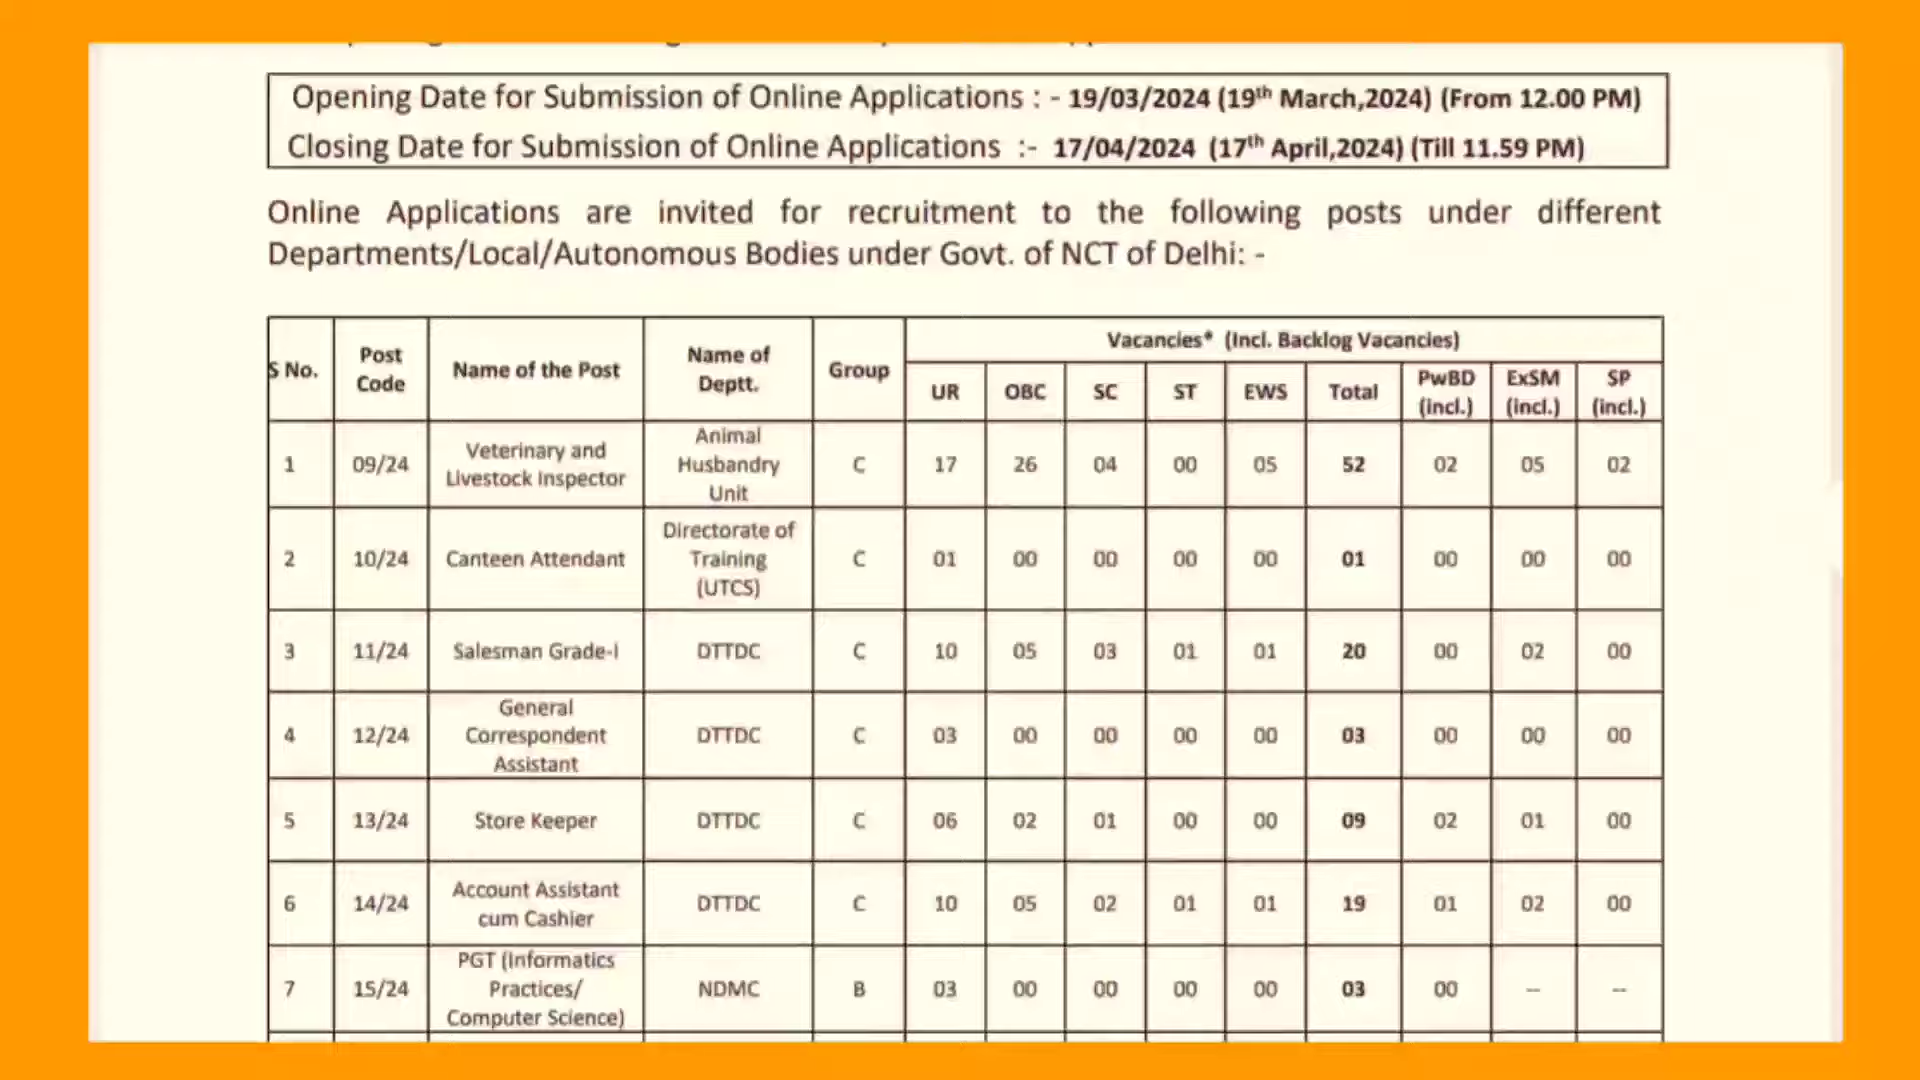 Opening Date for Submission of Online Applications : - 19/03/2024 (19th March,2024) (From 12.00 PM)
Closing Date for Submission of Online Applications :- 17/04/2024 (17th April,2024) (Till 11.59 PM)
Online Applications are invited for recruitment to the following posts under different
Departments/Local/Autonomous Bodies under Govt. of NCT of Delhi: -
S No. Post Code Name of the Post Name of Deptt. Group Vacancies* (Incl. Backlog Vacancies)
UR OBC SC ST EWS Total PwBD (incl.) ExSM (incl.) SP (incl.)
1 09/24 Veterinary and Livestock Inspector Animal Husbandry Unit C 17 26 04 00 05 52 02 05 02
2 10/24 Canteen Attendant Directorate of Training (UTCS) C 01 00 00 00 00 01 00 00 00
3 11/24 Salesman Grade-I DTTDC C 10 05 03 01 01 20 00 02 00
4 12/24 General Correspondent Assistant DTTDC C 03 00 00 00 00 03 00 00 00
5 13/24 Store Keeper DTTDC C 06 02 01 00 00 09 02 01 00
6 14/24 Account Assistant cum Cashier DTTDC C 10 05 02 01 01 19 01 02 00
7 15/24 PGT (Informatics Practices/ Computer Science) NDMC B 03 00 00 00 00 03 00 -- --